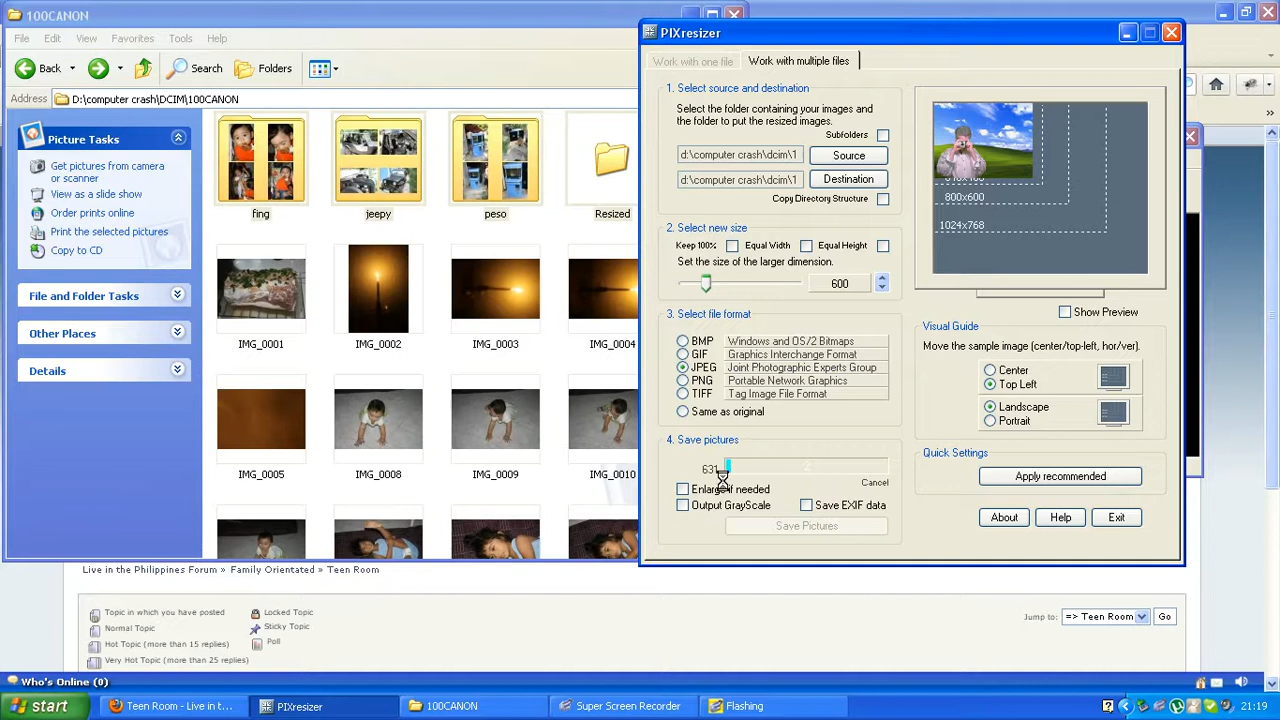 100CANON
File Edit View Favorites Tools Help
Back Search Folders
Address D:\computer crash\DCIM\100CANON
Picture Tasks
Get pictures from camera
or scanner
View as a slide show
Order prints online
Print the selected pictures
Copy to CD
File and Folder Tasks
Other Places
Details
fing jeepy peso Resized
IMG_0001 IMG_0002 IMG_0003 IMG_0004
IMG_0005 IMG_0008 IMG_0009 IMG_0010
PIXresizer
Work with one file Work with multiple files
1. Select source and destination
Select the folder containing your images and
the folder to put the resized images.
Subfolders
d:\computer crash\dcim\1 Source
d:\computer crash\dcim\1 Destination
Copy Directory Structure
2. Select new size
Keep 100% Equal Width Equal Height
Set the size of the larger dimension.
600
3. Select file format
BMP Windows and OS/2 Bitmaps
GIF Graphics Interchange Format
JPEG Joint Photographic Experts Group
PNG Portable Network Graphics
TIFF Tag Image File Format
Same as original
4. Save pictures
631 2
Cancel
Enlarge if needed
Output GrayScale Save EXIF data
Save Pictures
800x600
1024x768
Show Preview
Visual Guide
Move the sample image (center/top-left, hor/ver).
Center
Top Left
Landscape
Portrait
Quick Settings
Apply recommended
About Help Exit
Live in the Philippines Forum » Family Orientated » Teen Room
Topic in which you have posted
Normal Topic
Hot Topic (more than 15 replies)
Very Hot Topic (more than 25 replies)
Locked Topic
Sticky Topic
Poll
Jump to: => Teen Room Go
Who's Online (0)
start Teen Room - Live in t... PIXresizer 100CANON Super Screen Recorder Flashing 21:19